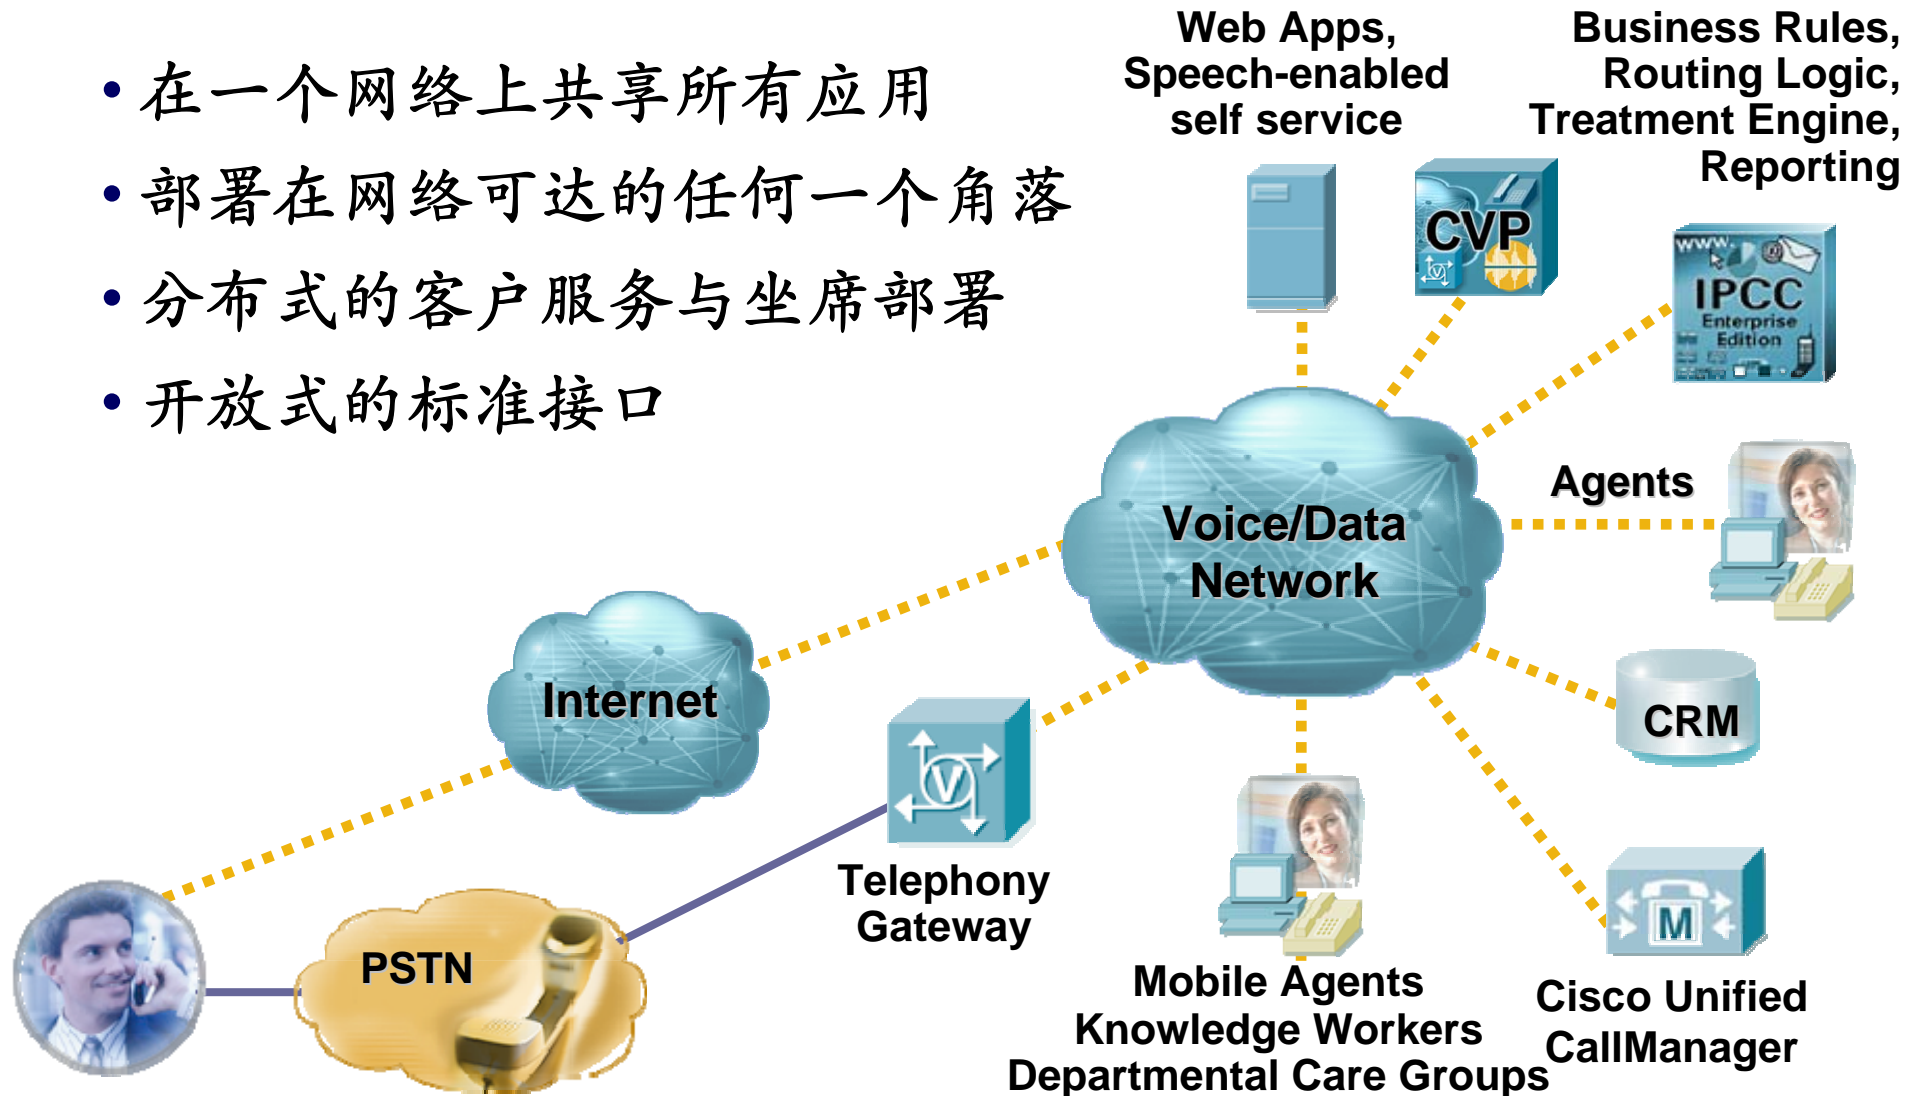 • 在一个网络上共享所有应用
• 部署在网络可达的任何一个角落
• 分布式的客户服务与坐席部署
• 开放式的标准接口
Web Apps,
Speech-enabled
self service
Business Rules,
Routing Logic,
Treatment Engine,
Reporting
CVP
V
www.
@
IPCC
Enterprise
Edition
Agents
Voice/Data
Network
Internet
CRM
V
Telephony
Gateway
PSTN
M
Mobile Agents
Knowledge Workers
Departmental Care Groups
Cisco Unified
CallManager